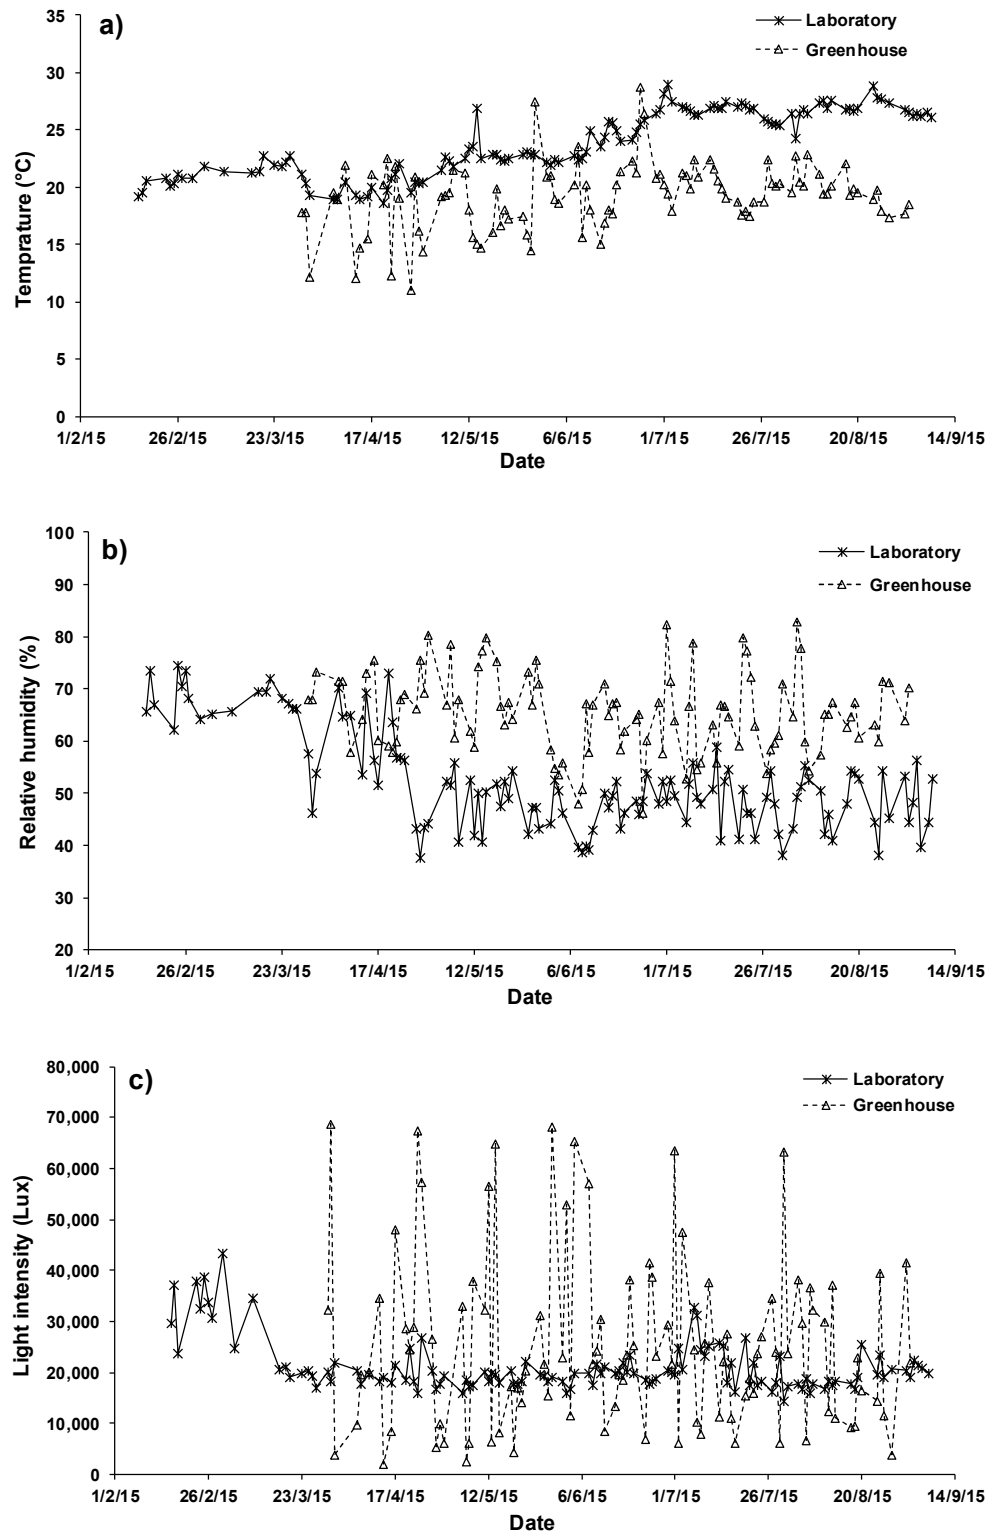 a)
Laboratory
Greenhouse
35
30
25
20
15
10
5
0
Temprature (°C)
1/2/15 26/2/15 23/3/15 17/4/15 12/5/15 6/6/15 1/7/15 26/7/15 20/8/15 14/9/15
Date
b)
Laboratory
Greenhouse
100
90
80
70
60
50
40
30
20
Relative humidity (%)
1/2/15 26/2/15 23/3/15 17/4/15 12/5/15 6/6/15 1/7/15 26/7/15 20/8/15 14/9/15
Date
c)
Laboratory
Greenhouse
80,000
70,000
60,000
50,000
40,000
30,000
20,000
10,000
0
Light intensity (Lux)
1/2/15 26/2/15 23/3/15 17/4/15 12/5/15 6/6/15 1/7/15 26/7/15 20/8/15 14/9/15
Date